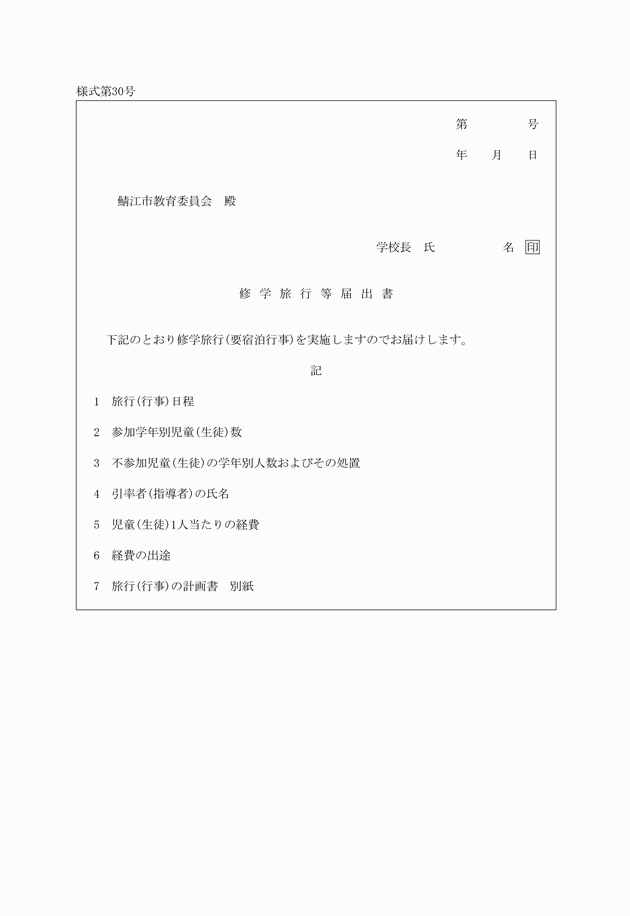 様式第30号
第　　　　　号
年　　月　　日
鯖江市教育委員会　殿
学校長　氏　　　　　　名　印
修学旅行等届出書
下記のとおり修学旅行(要宿泊行事)を実施しますのでお届けします。
記
1　旅行(行事)日程
2　参加学年別児童(生徒)数
3　不参加児童(生徒)の学年別人数およびその処置
4　引率者(指導者)の氏名
5　児童(生徒)1人当たりの経費
6　経費の出途
7　旅行(行事)の計画書　別紙